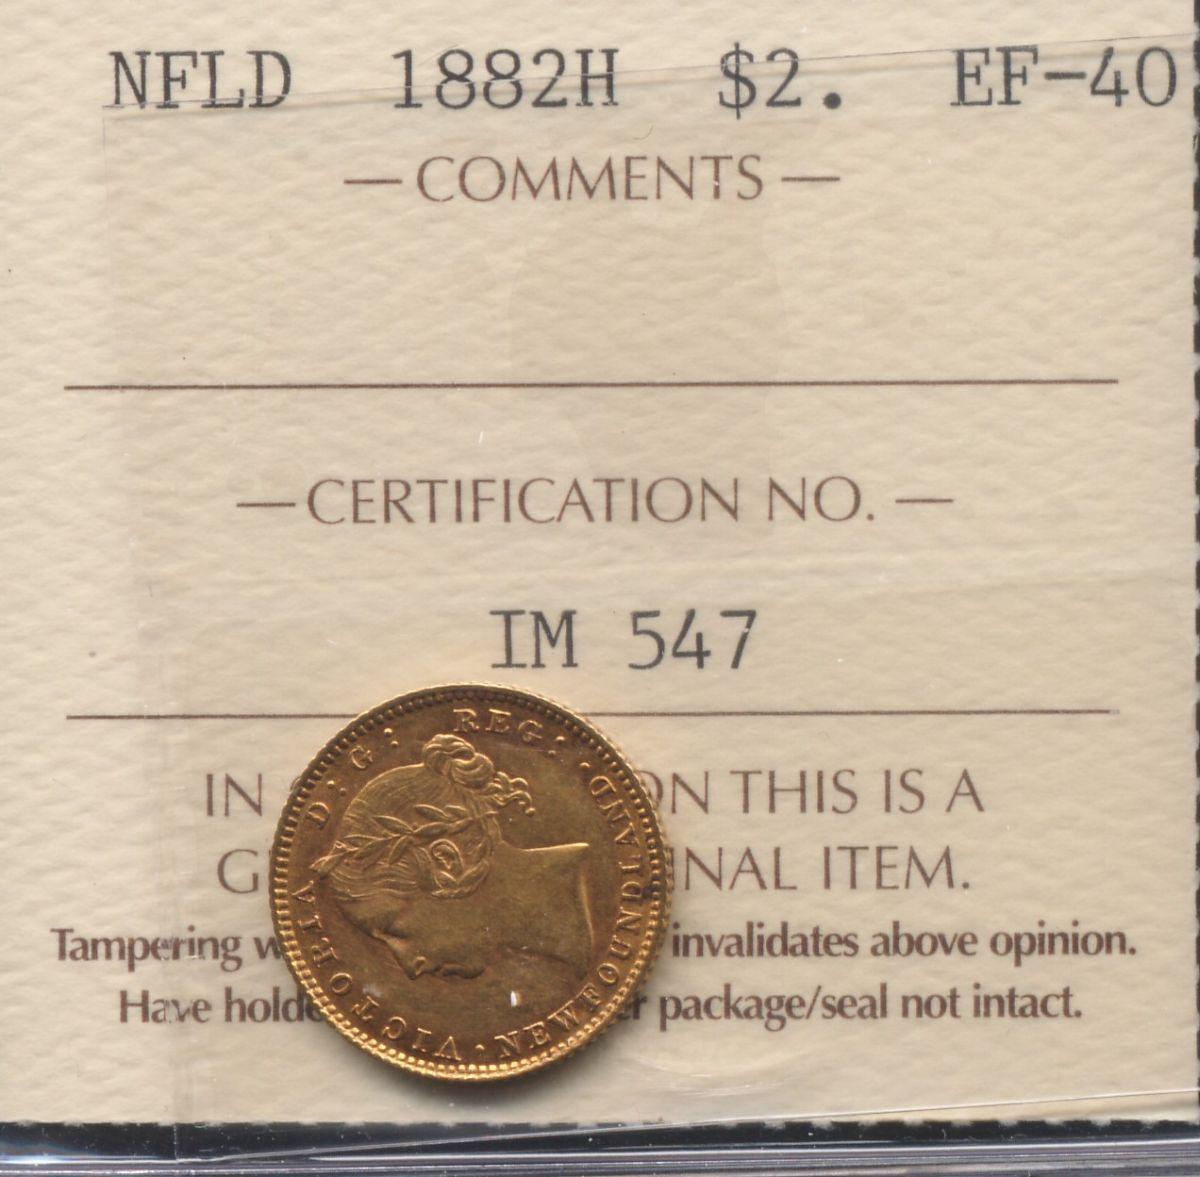 NFLD 1882H $2. EF-40
— COMMENTS —
— CERTIFICATION NO. —
IM 547
IN ON THIS IS A
G NAL ITEM.
Tampering w invalidates above opinion.
Have holde r package/seal not intact.
VICTORIA D: G: REG: · NEWFOUNDLAND ·